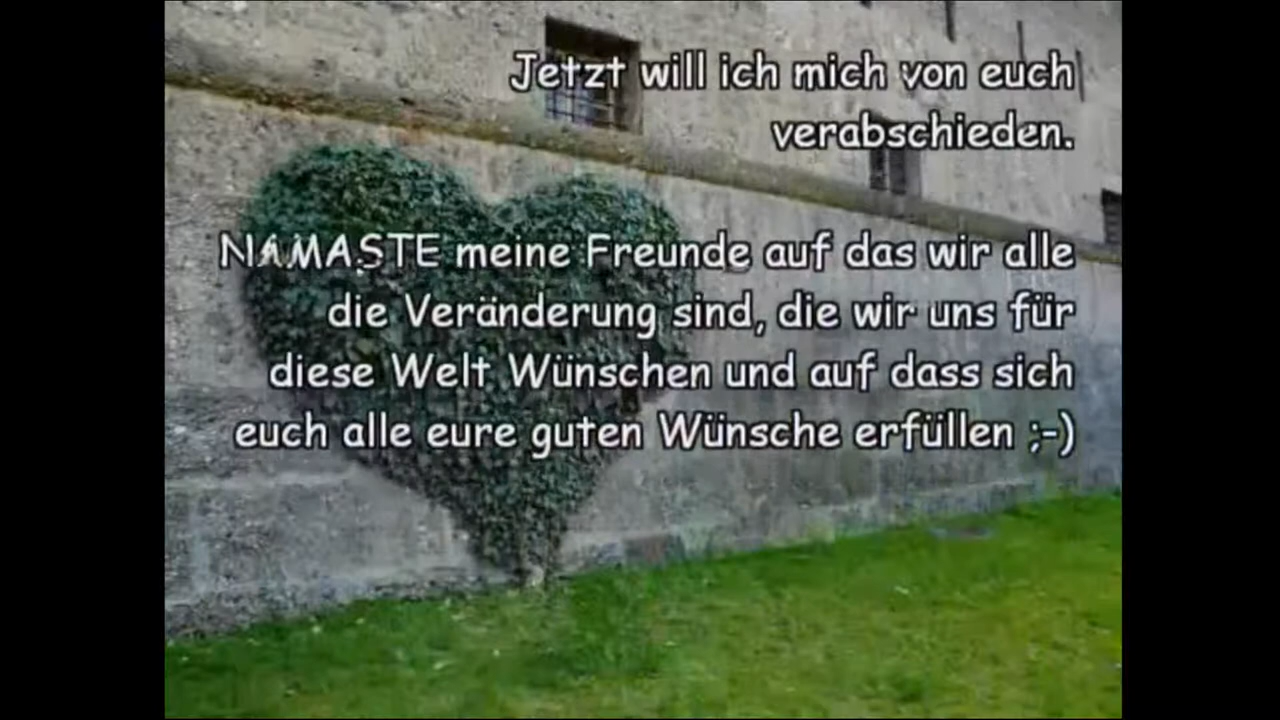 Jetzt will ich mich von euch
verabschieden.
NAMASTE meine Freunde auf das wir alle
die Veränderung sind, die wir uns für
diese Welt Wünschen und auf dass sich
euch alle eure guten Wünsche erfüllen ;-)